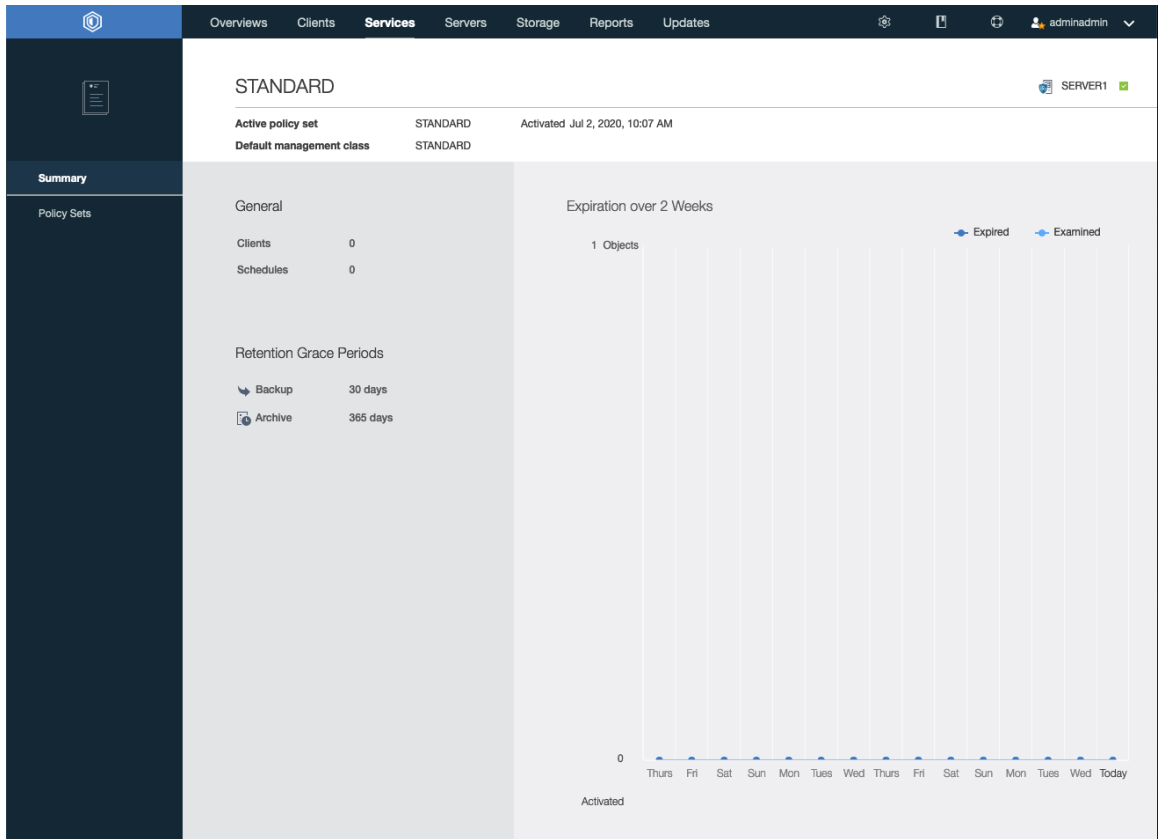 Overviews Clients Services Servers Storage Reports Updates adminadmin
STANDARD SERVER1
Active policy set STANDARD Activated Jul 2, 2020, 10:07 AM
Default management class STANDARD
Summary
Policy Sets
General
Clients 0
Schedules 0
Retention Grace Periods
Backup 30 days
Archive 365 days
Expiration over 2 Weeks
Expired Examined
1 Objects
0
Thurs Fri Sat Sun Mon Tues Wed Thurs Fri Sat Sun Mon Tues Wed Today
Activated